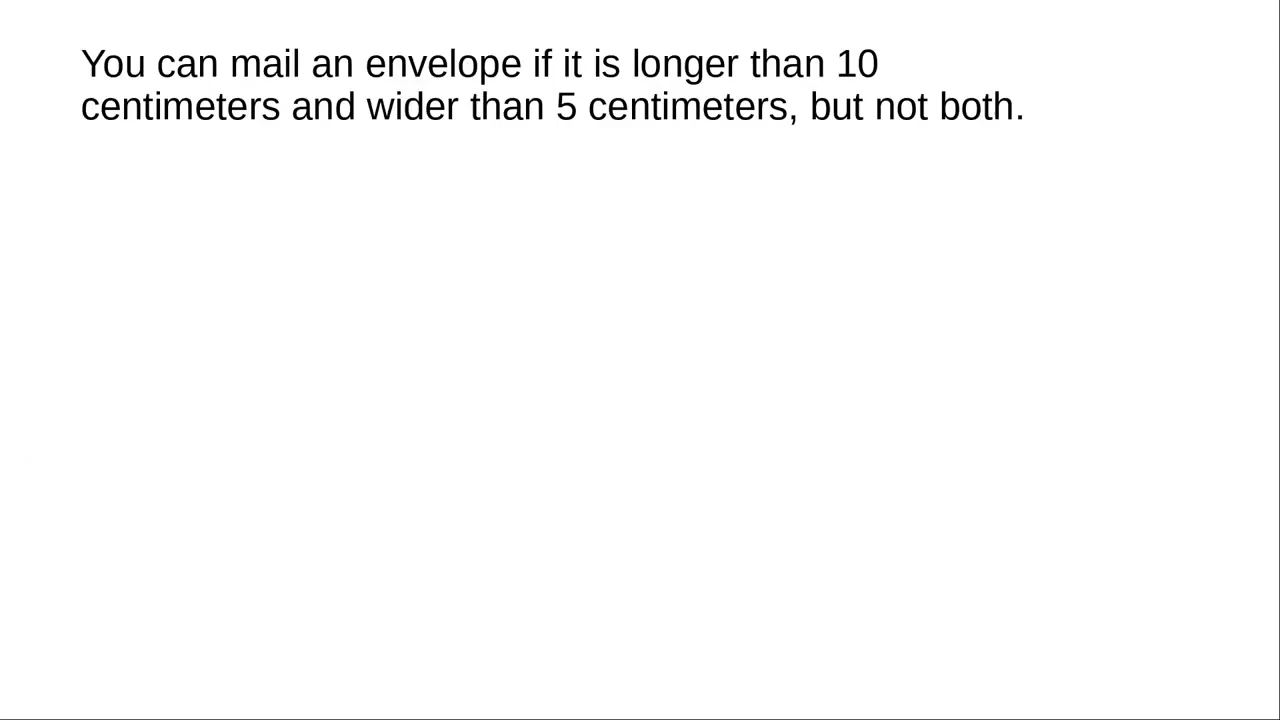 You can mail an envelope if it is longer than 10
centimeters and wider than 5 centimeters, but not both.